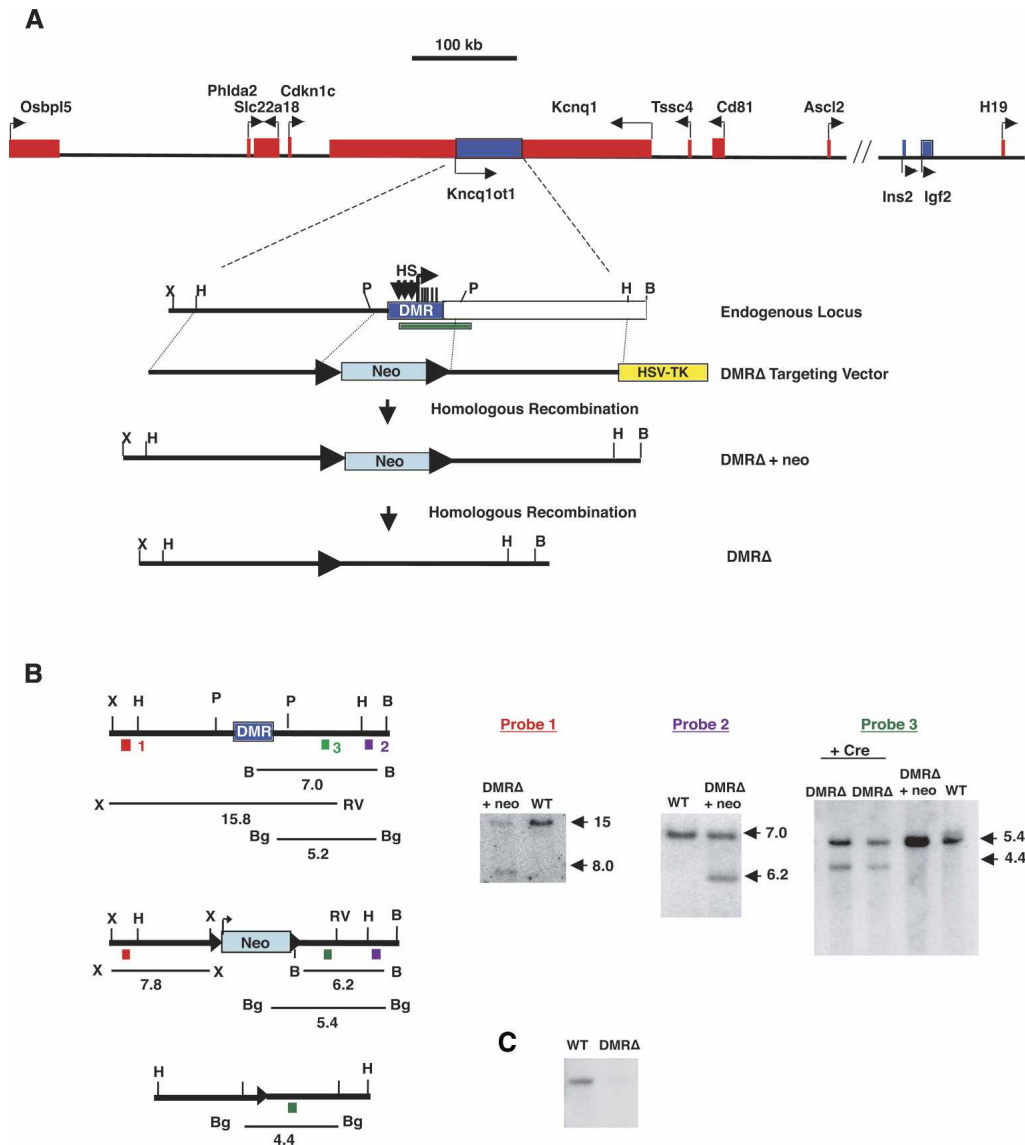 A
100 kb
Osbpl5
Phlda2
Slc22a18
Cdkn1c
Kcnq1
Tssc4
Cd81
Ascl2
H19
Kncq1ot1
Ins2
Igf2
HS
X H P P H B
DMR
Endogenous Locus
Neo
HSV-TK
DMRΔ Targeting Vector
Homologous Recombination
X H H B
Neo
DMRΔ + neo
Homologous Recombination
X H H B
DMRΔ
B
X H P P H B
DMR
1 3 2
B B
7.0
X RV
15.8
Bg Bg
5.2
X H X RV H B
Neo
X X B B
7.8 6.2
Bg Bg
5.4
H H
Bg Bg
4.4
Probe 1
DMRΔ + neo WT
15
8.0
Probe 2
WT DMRΔ + neo
7.0
6.2
Probe 3
+ Cre
DMRΔ DMRΔ DMRΔ + neo WT
5.4
4.4
C
WT DMRΔ